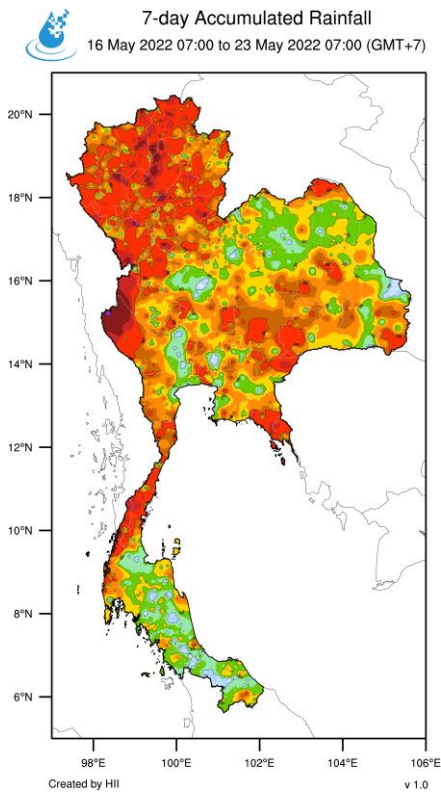 7-day Accumulated Rainfall
16 May 2022 07:00 to 23 May 2022 07:00 (GMT+7)
20°N
18°N
16°N
14°N
12°N
10°N
8°N
6°N
98°E 100°E 102°E 104°E 106°E
Created by HII v 1.0